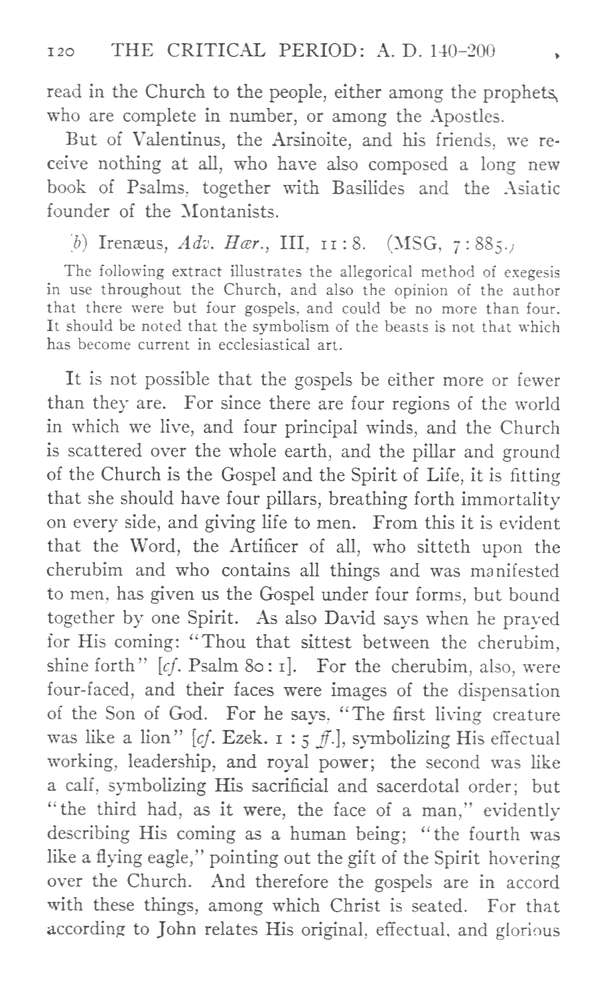 120 THE CRITICAL PERIOD: A. D. 140–200
read in the Church to the people, either among the prophets,
who are complete in number, or among the Apostles.
But of Valentinus, the Arsinoite, and his friends, we re-
ceive nothing at all, who have also composed a long new
book of Psalms, together with Basilides and the Asiatic
founder of the Montanists.
(b) Irenæus, Adv. Hær., III, 11 : 8. (MSG, 7 : 885.)
The following extract illustrates the allegorical method of exegesis
in use throughout the Church, and also the opinion of the author
that there were but four gospels, and could be no more than four.
It should be noted that the symbolism of the beasts is not that which
has become current in ecclesiastical art.
It is not possible that the gospels be either more or fewer
than they are. For since there are four regions of the world
in which we live, and four principal winds, and the Church
is scattered over the whole earth, and the pillar and ground
of the Church is the Gospel and the Spirit of Life, it is fitting
that she should have four pillars, breathing forth immortality
on every side, and giving life to men. From this it is evident
that the Word, the Artificer of all, who sitteth upon the
cherubim and who contains all things and was manifested
to men, has given us the Gospel under four forms, but bound
together by one Spirit. As also David says when he prayed
for His coming: “Thou that sittest between the cherubim,
shine forth” [cf. Psalm 80 : 1]. For the cherubim, also, were
four-faced, and their faces were images of the dispensation
of the Son of God. For he says, “The first living creature
was like a lion” [cf. Ezek. 1 : 5 ff.], symbolizing His effectual
working, leadership, and royal power; the second was like
a calf, symbolizing His sacrificial and sacerdotal order; but
“the third had, as it were, the face of a man,” evidently
describing His coming as a human being; “the fourth was
like a flying eagle,” pointing out the gift of the Spirit hovering
over the Church. And therefore the gospels are in accord
with these things, among which Christ is seated. For that
according to John relates His original, effectual, and glorious